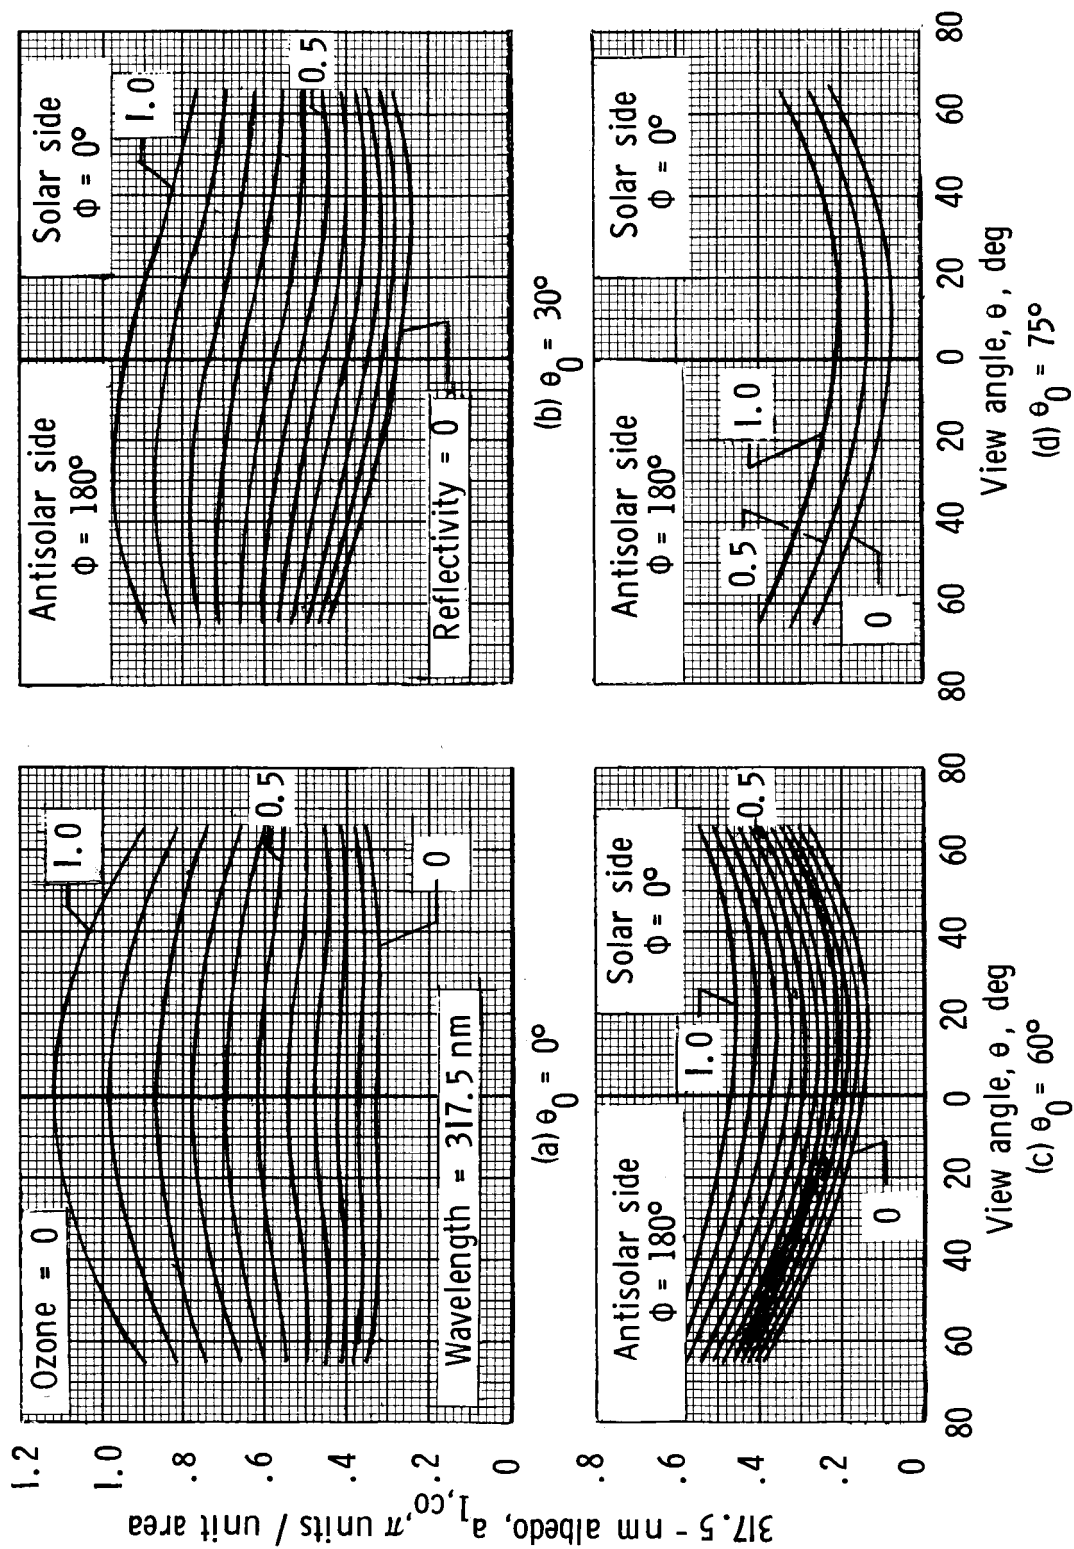 317.5 - nm albedo, a1,co, π units / unit area
1.2
1.0
.8
.6
.4
.2
0
Ozone = 0
1.0
0.5
0
Wavelength = 317.5 nm
(a) θ0 = 0°
Antisolar side
ϕ = 180°
Solar side
ϕ = 0°
1.0
0.5
Reflectivity = 0
(b) θ0 = 30°
.8
.6
.4
.2
0
Antisolar side
ϕ = 180°
Solar side
ϕ = 0°
1.0
0.5
0
80 60 40 20 0 20 40 60 80
View angle, θ, deg
(c) θ0 = 60°
Antisolar side
ϕ = 180°
Solar side
ϕ = 0°
0.5
1.0
0
80 60 40 20 0 20 40 60 80
View angle, θ, deg
(d) θ0 = 75°